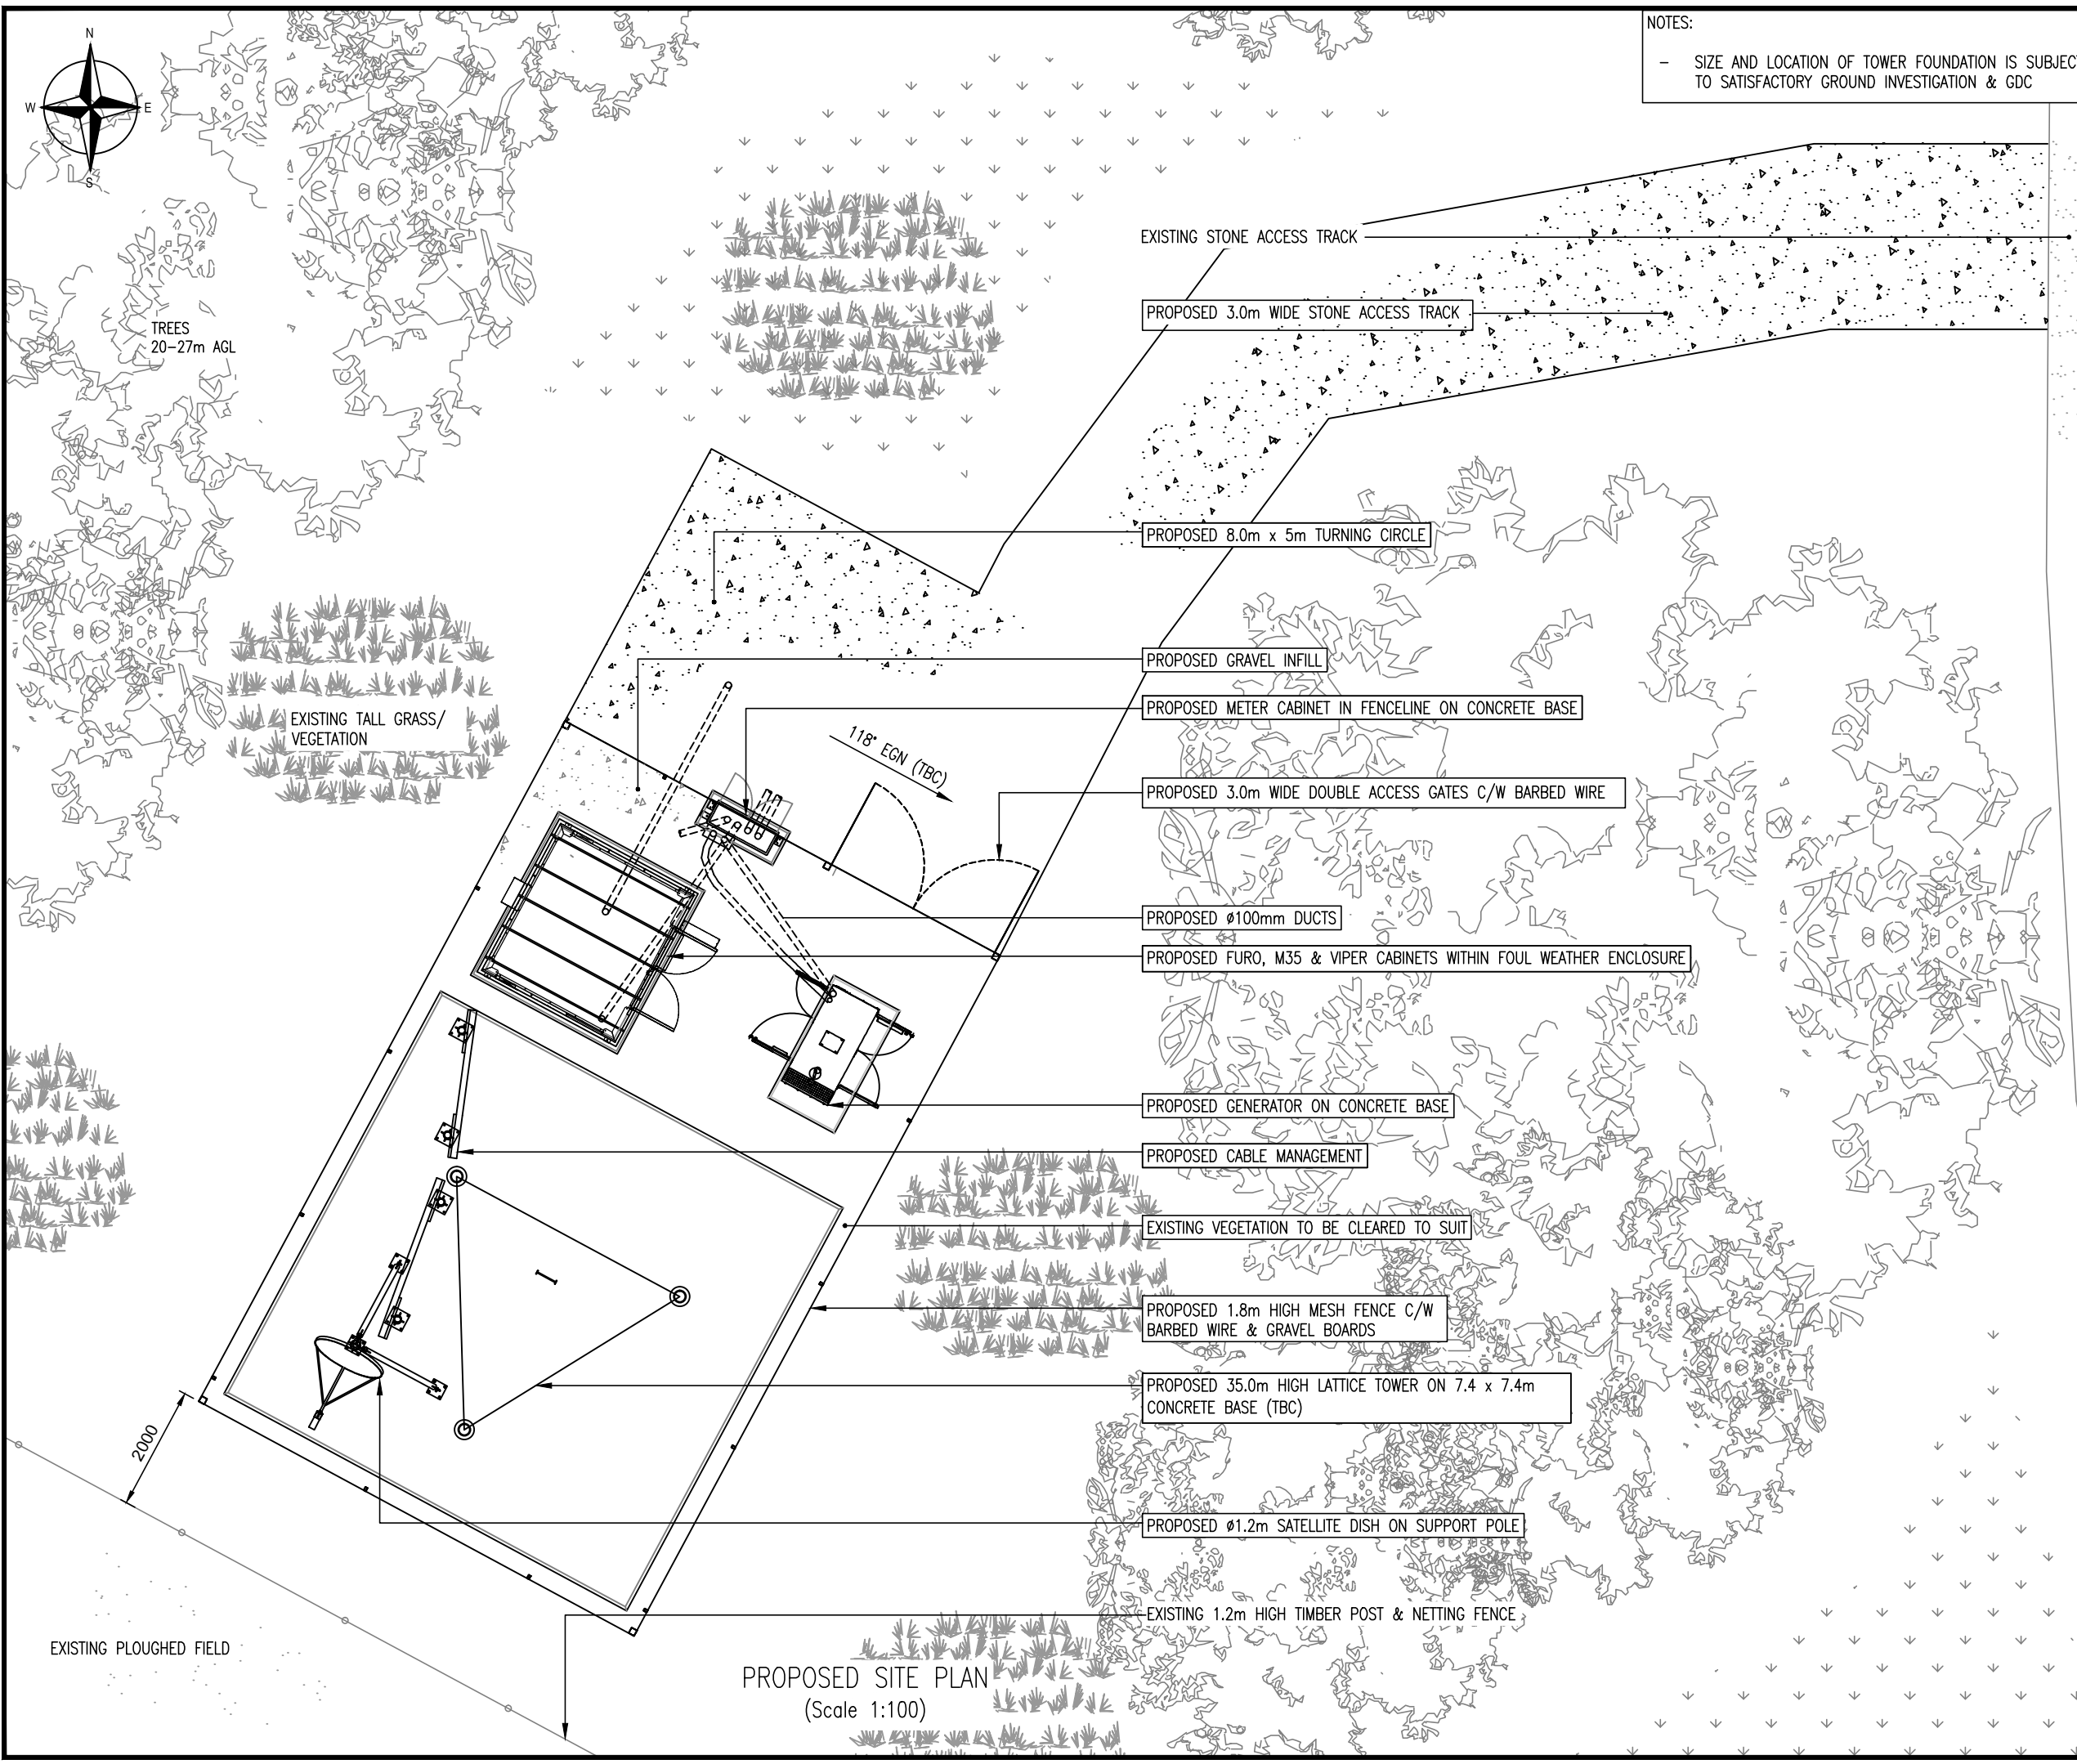 NOTES:
– SIZE AND LOCATION OF TOWER FOUNDATION IS SUBJECT
TO SATISFACTORY GROUND INVESTIGATION & GDC
N
W E
S
EXISTING STONE ACCESS TRACK
PROPOSED 3.0m WIDE STONE ACCESS TRACK
TREES
20-27m AGL
PROPOSED 8.0m x 5m TURNING CIRCLE
PROPOSED GRAVEL INFILL
PROPOSED METER CABINET IN FENCELINE ON CONCRETE BASE
EXISTING TALL GRASS/
VEGETATION
118° EGN (TBC)
PROPOSED 3.0m WIDE DOUBLE ACCESS GATES C/W BARBED WIRE
PROPOSED ø100mm DUCTS
PROPOSED FURO, M35 & VIPER CABINETS WITHIN FOUL WEATHER ENCLOSURE
PROPOSED GENERATOR ON CONCRETE BASE
PROPOSED CABLE MANAGEMENT
EXISTING VEGETATION TO BE CLEARED TO SUIT
PROPOSED 1.8m HIGH MESH FENCE C/W
BARBED WIRE & GRAVEL BOARDS
PROPOSED 35.0m HIGH LATTICE TOWER ON 7.4 x 7.4m
CONCRETE BASE (TBC)
2000
PROPOSED ø1.2m SATELLITE DISH ON SUPPORT POLE
EXISTING 1.2m HIGH TIMBER POST & NETTING FENCE
EXISTING PLOUGHED FIELD
PROPOSED SITE PLAN
(Scale 1:100)